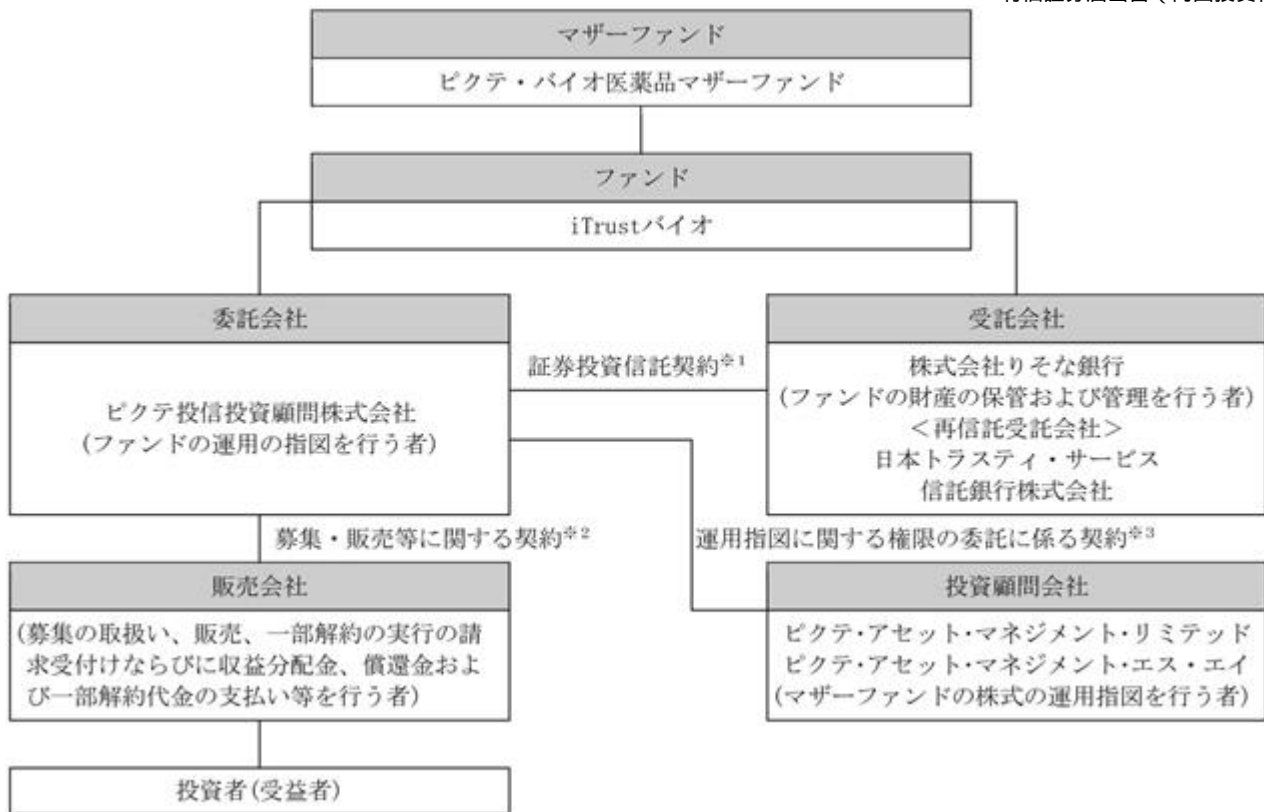 マザーファンド
ピクテ・バイオ医薬品マザーファンド
ファンド
iTrustバイオ
委託会社
ピクテ投信投資顧問株式会社
(ファンドの運用の指図を行う者)
証券投資信託契約※1
受託会社
株式会社りそな銀行
(ファンドの財産の保管および管理を行う者)
＜再信託受託会社＞
日本トラスティ・サービス
信託銀行株式会社
募集・販売等に関する契約※2
運用指図に関する権限の委託に係る契約※3
販売会社
(募集の取扱い、販売、一部解約の実行の請
求受付けならびに収益分配金、償還金およ
び一部解約代金の支払い等を行う者)
投資顧問会社
ピクテ・アセット・マネジメント・リミテッド
ピクテ・アセット・マネジメント・エス・エイ
(マザーファンドの株式の運用指図を行う者)
投資者(受益者)